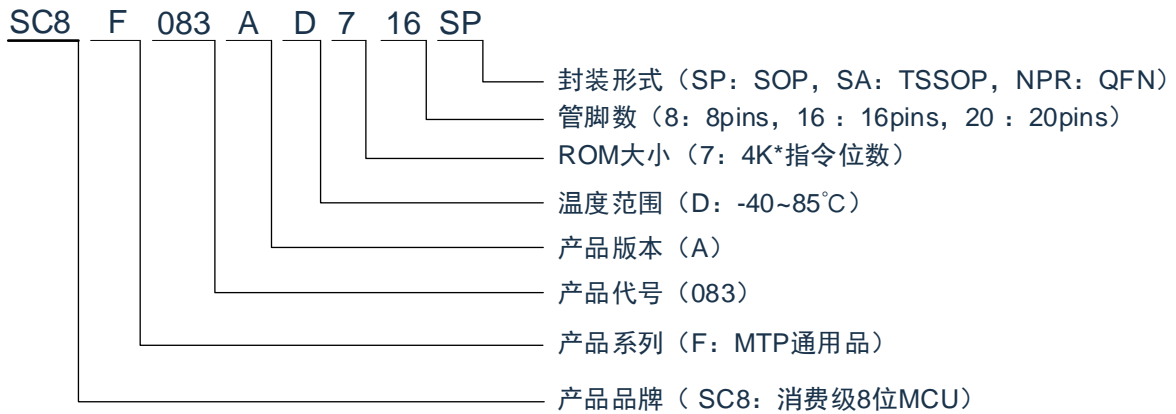 SC8 F 083 A D 7 16 SP
封装形式（SP：SOP，SA：TSSOP，NPR：QFN）
管脚数（8：8pins，16 ：16pins，20 ：20pins）
ROM大小（7：4K*指令位数）
温度范围（D：-40~85℃）
产品版本（A）
产品代号（083）
产品系列（F：MTP通用品）
产品品牌（ SC8：消费级8位MCU）